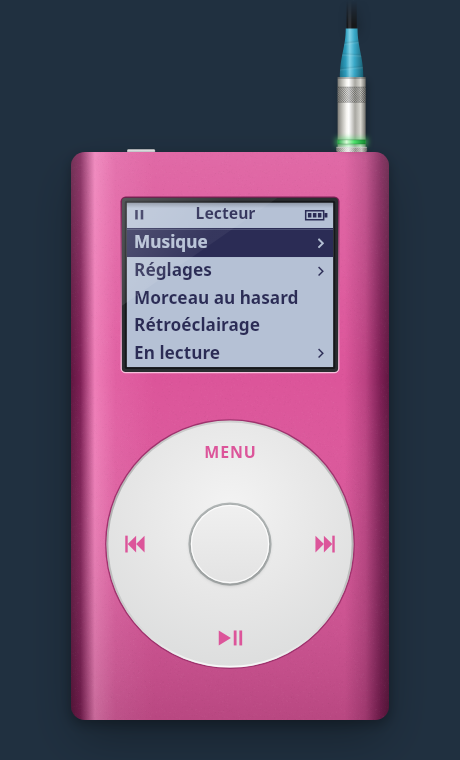 Lecteur
Musique
Réglages
Morceau au hasard
Rétroéclairage
En lecture
MENU